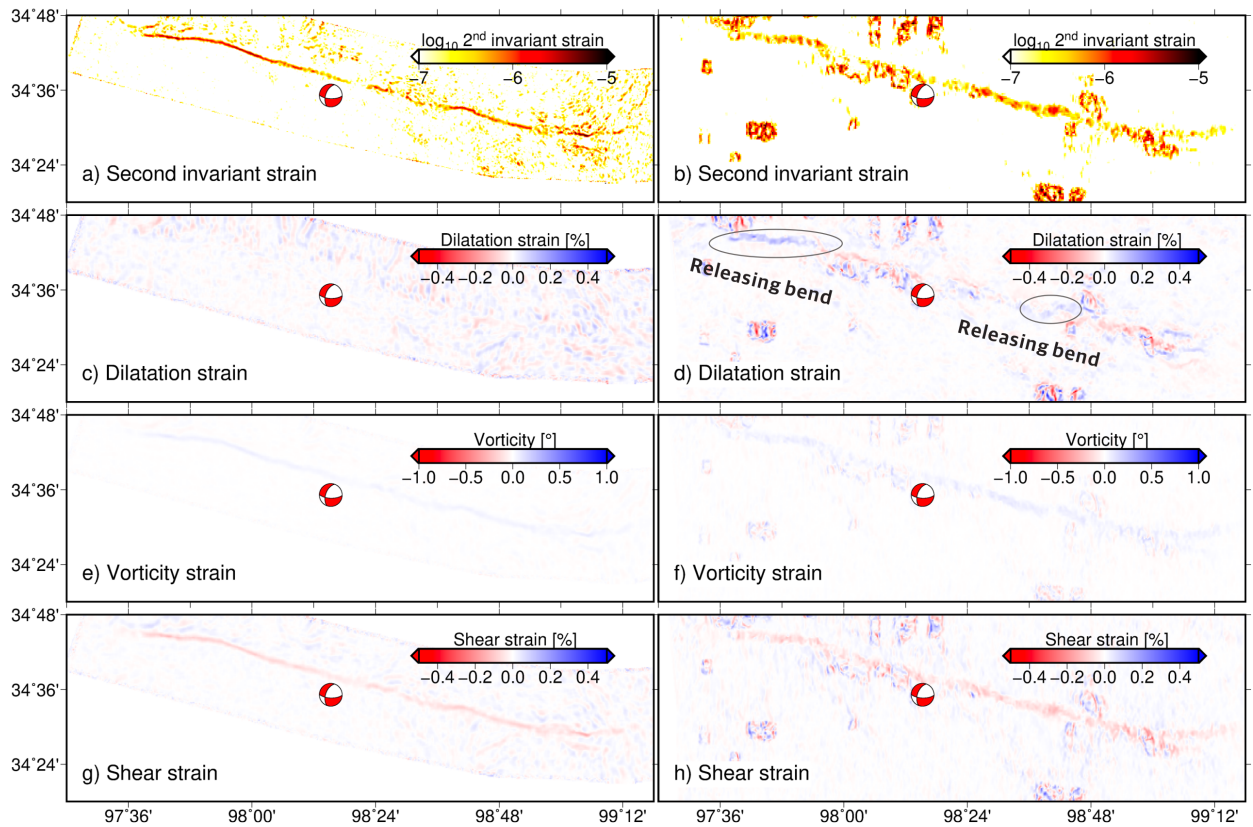 34˚48'
34˚36'
34˚24'
log₁₀ 2ⁿᵈ invariant strain
−7 −6 −5
a) Second invariant strain
log₁₀ 2ⁿᵈ invariant strain
−7 −6 −5
b) Second invariant strain
34˚48'
34˚36'
34˚24'
Dilatation strain [%]
−0.4 −0.2 0.0 0.2 0.4
c) Dilatation strain
Dilatation strain [%]
−0.4 −0.2 0.0 0.2 0.4
Releasing bend
Releasing bend
d) Dilatation strain
34˚48'
34˚36'
34˚24'
Vorticity [°]
−1.0 −0.5 0.0 0.5 1.0
e) Vorticity strain
Vorticity [°]
−1.0 −0.5 0.0 0.5 1.0
f) Vorticity strain
34˚48'
34˚36'
34˚24'
Shear strain [%]
−0.4 −0.2 0.0 0.2 0.4
g) Shear strain
Shear strain [%]
−0.4 −0.2 0.0 0.2 0.4
h) Shear strain
97˚36' 98˚00' 98˚24' 98˚48' 99˚12'
97˚36' 98˚00' 98˚24' 98˚48' 99˚12'